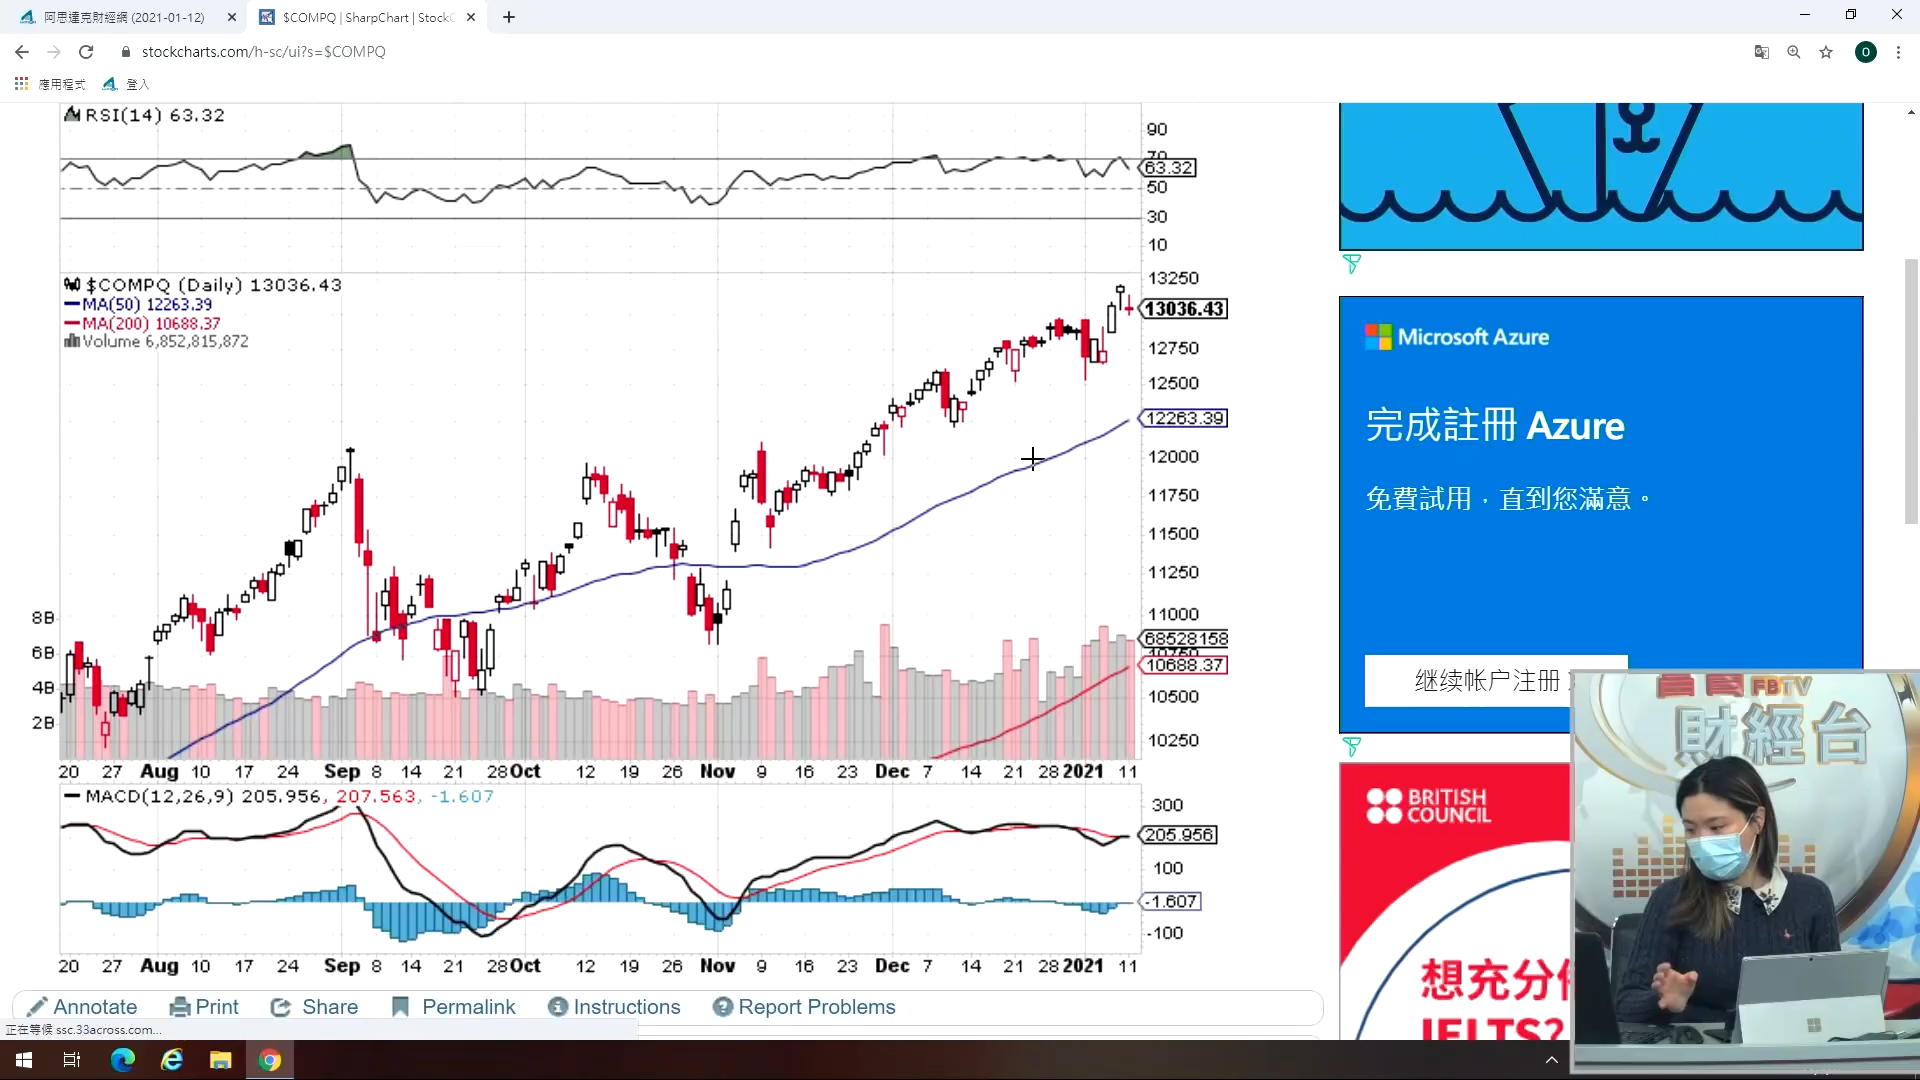 阿思達克財經網 (2021-01-12)
$COMPQ | SharpChart | StockC
stockcharts.com/h-sc/ui?s=$COMPQ
O
應用程式
登入
RSI(14) 63.32
90
70
63.32
50
30
10
$COMPQ (Daily) 13036.43
MA(50) 12263.39
MA(200) 10688.37
Volume 6,852,815,872
13250
13036.43
12750
12500
12263.39
12000
11750
11500
11250
11000
68528158
10750
10688.37
10500
10250
8B
6B
4B
2B
20 27 Aug 10 17 24 Sep 8 14 21 28 Oct 12 19 26 Nov 9 16 23 Dec 7 14 21 28 2021 11
MACD(12,26,9) 205.956, 207.563, -1.607
300
205.956
100
-1.607
-100
20 27 Aug 10 17 24 Sep 8 14 21 28 Oct 12 19 26 Nov 9 16 23 Dec 7 14 21 28 2021 11
Annotate Print Share Permalink Instructions Report Problems
正在等候 ssc.33across.com...
Microsoft Azure
完成註冊 Azure
免費試用，直到您滿意。
继续帐户注册
BRITISH
COUNCIL
想充分
IELTS?
FBTV
財經台